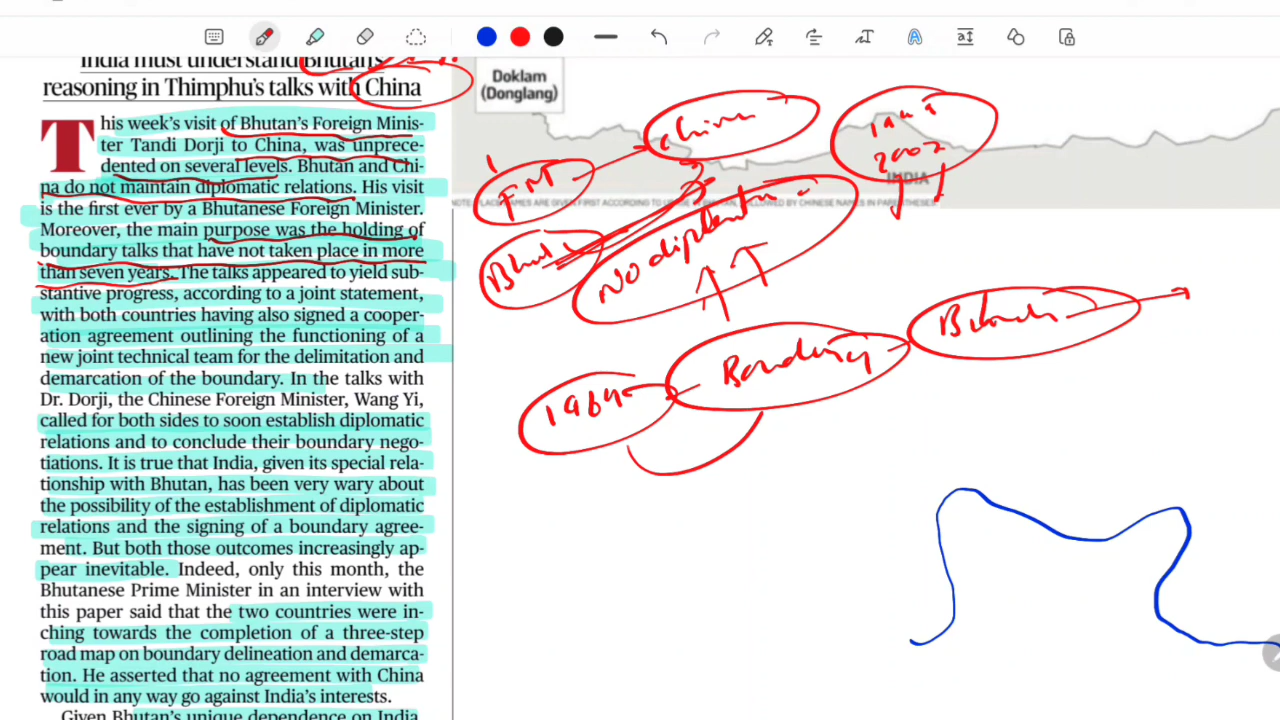 India must understand Bhutan's
reasoning in Thimphu's talks with China
This week's visit of Bhutan's Foreign Minis-
ter Tandi Dorji to China, was unprece-
dented on several levels. Bhutan and Chi-
na do not maintain diplomatic relations. His visit
is the first ever by a Bhutanese Foreign Minister.
Moreover, the main purpose was the holding of
boundary talks that have not taken place in more
than seven years. The talks appeared to yield sub-
stantive progress, according to a joint statement,
with both countries having also signed a cooper-
ation agreement outlining the functioning of a
new joint technical team for the delimitation and
demarcation of the boundary. In the talks with
Dr. Dorji, the Chinese Foreign Minister, Wang Yi,
called for both sides to soon establish diplomatic
relations and to conclude their boundary nego-
tiations. It is true that India, given its special rela-
tionship with Bhutan, has been very wary about
the possibility of the establishment of diplomatic
relations and the signing of a boundary agree-
ment. But both those outcomes increasingly ap-
pear inevitable. Indeed, only this month, the
Bhutanese Prime Minister in an interview with
this paper said that the two countries were in-
ching towards the completion of a three-step
road map on boundary delineation and demarca-
tion. He asserted that no agreement with China
would in any way go against India's interests.
Given Bhutan's unique dependence on India
Doklam
(Donglang)
INDIA
China
FM
No
1949
2007